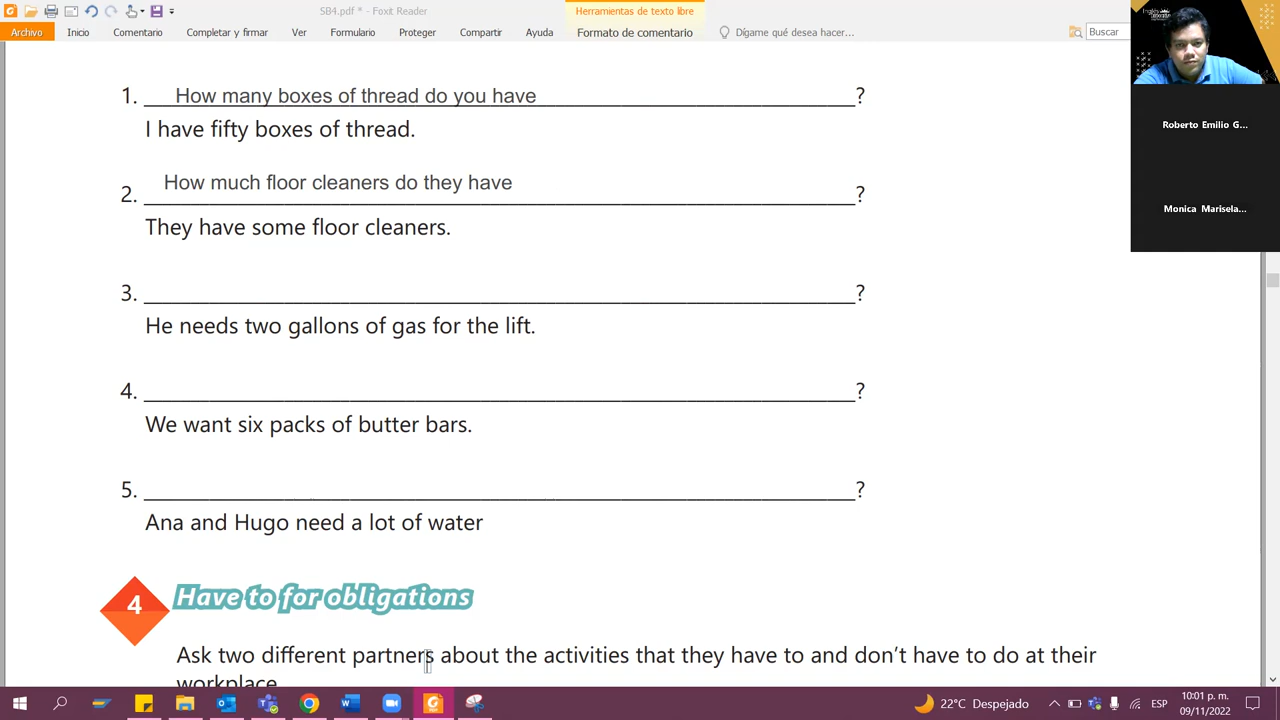 SB4.pdf * - Foxit Reader
Herramientas de texto libre
Archivo Inicio Comentario Completar y firmar Ver Formulario Proteger Compartir Ayuda Formato de comentario Dígame qué desea hacer... Buscar
1. How many boxes of thread do you have ?
I have fifty boxes of thread.
Roberto Emilio G...
2. How much floor cleaners do they have ?
Monica Marisela...
They have some floor cleaners.
3. ?
He needs two gallons of gas for the lift.
4. ?
We want six packs of butter bars.
5. ?
Ana and Hugo need a lot of water
4 Have to for obligations
Ask two different partners about the activities that they have to and don't have to do at their
workplace
22°C Despejado ESP 10:01 p. m.
09/11/2022